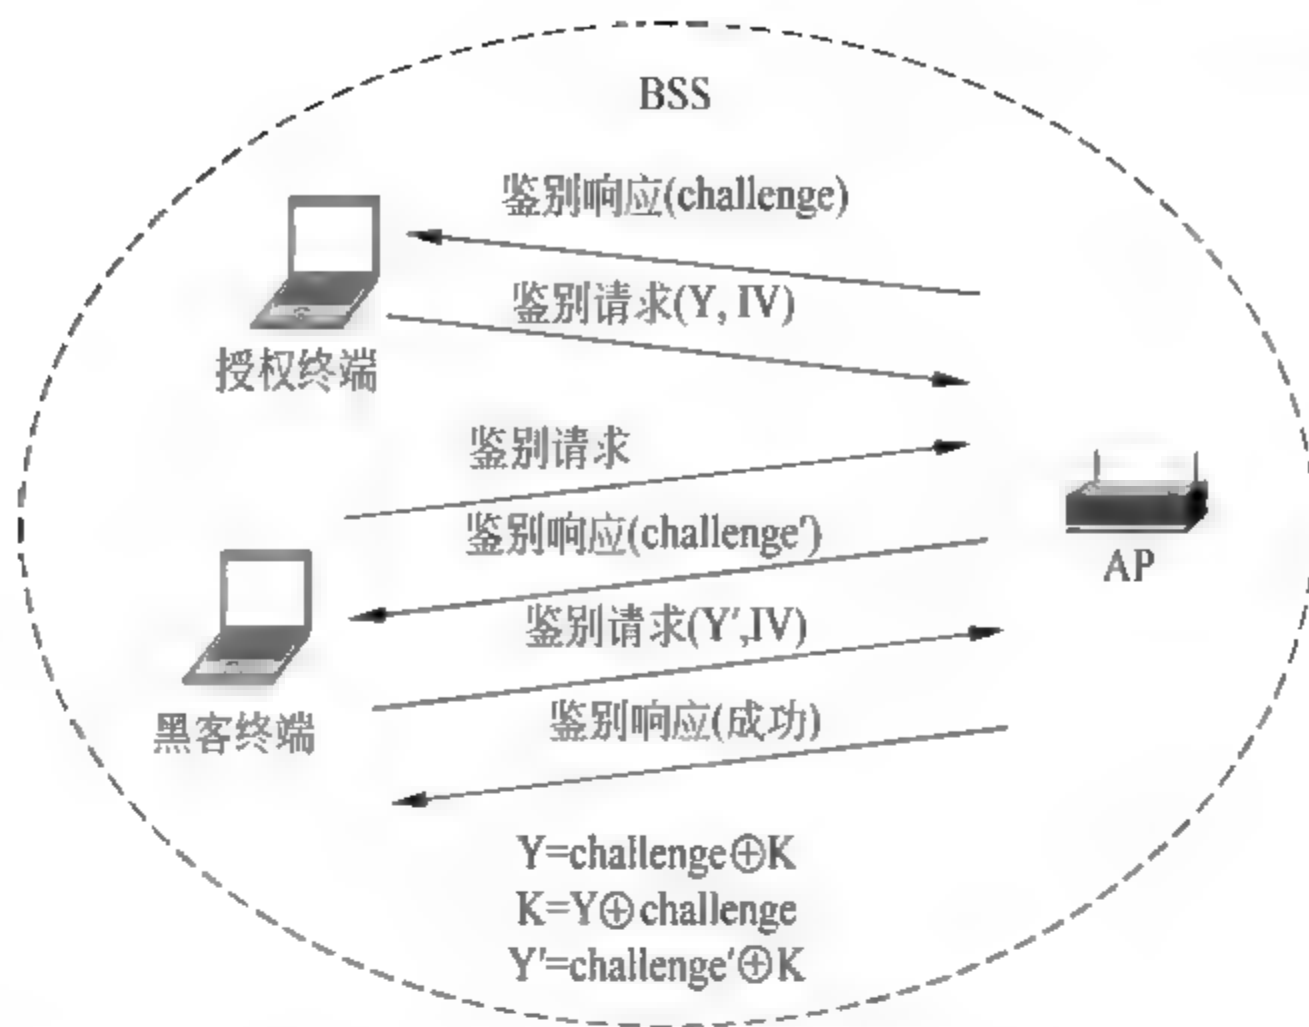 BSS
鉴别响应(challenge)
鉴别请求(Y, IV)
授权终端
鉴别请求
鉴别响应(challenge')
AP
鉴别请求(Y',IV)
黑客终端
鉴别响应(成功)
Y=challenge⊕K
K=Y⊕challenge
Y'=challenge'⊕K